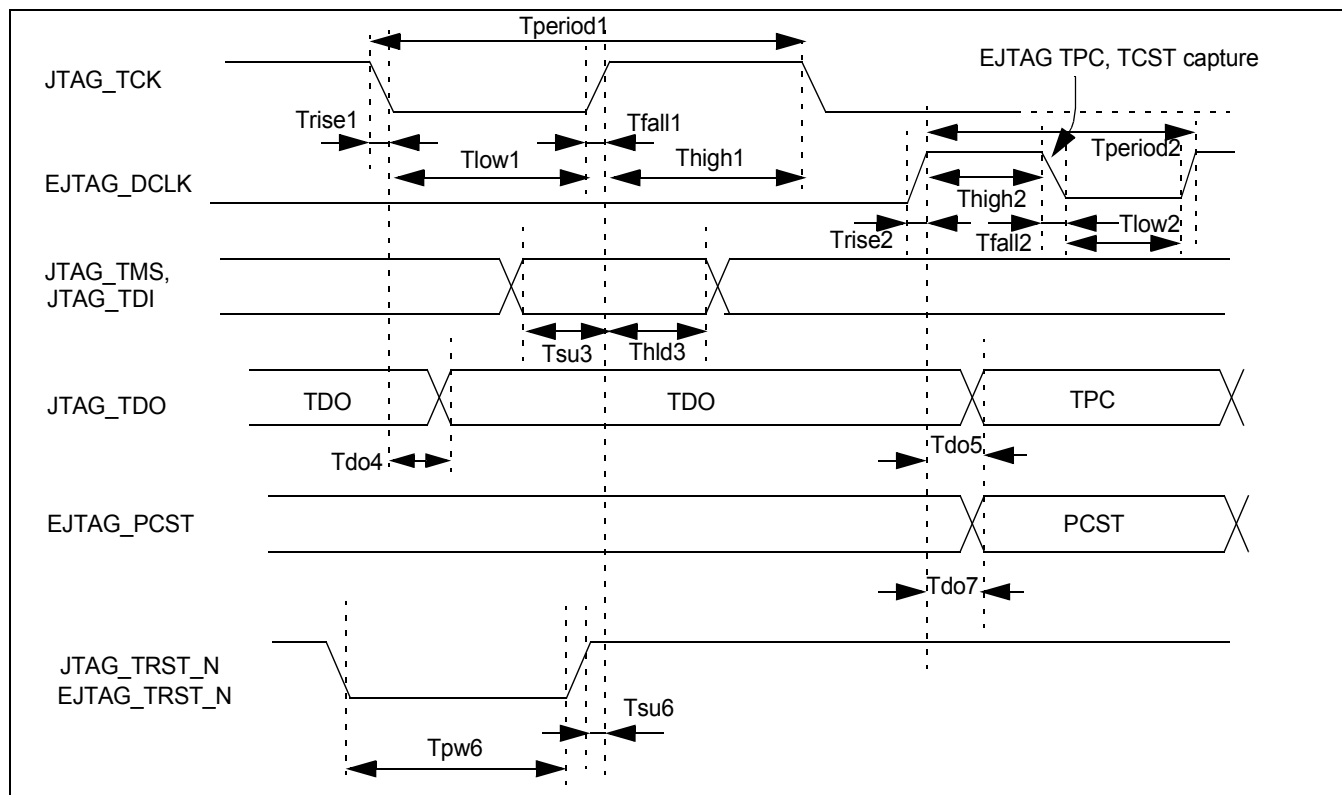 Tperiod1
EJTAG TPC, TCST capture
JTAG_TCK
Trise1
Tfall1
Tperiod2
Tlow1
Thigh1
EJTAG_DCLK
Thigh2
Trise2
Tfall2
Tlow2
JTAG_TMS,
JTAG_TDI
Tsu3
Thld3
JTAG_TDO
TDO
TDO
TPC
Tdo4
Tdo5
EJTAG_PCST
PCST
Tdo7
JTAG_TRST_N
EJTAG_TRST_N
Tsu6
Tpw6